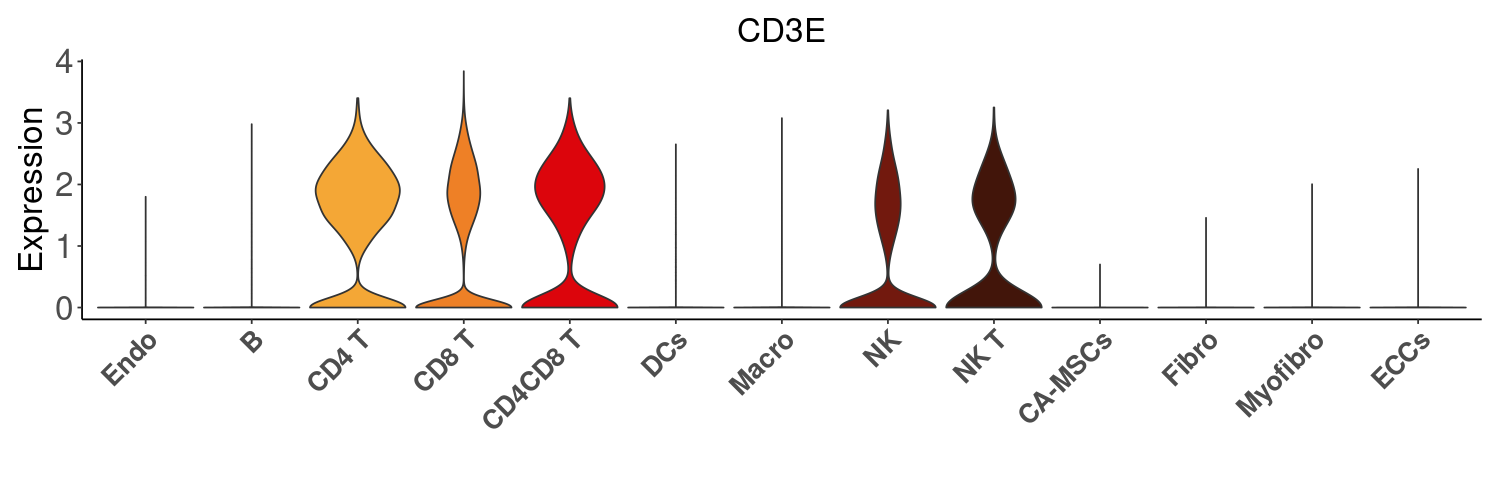 CD3E
Expression
4
3
2
1
0
Endo
B
CD4 T
CD8 T
CD4CD8 T
DCs
Macro
NK
NK T
CA-MSCs
Fibro
Myofibro
ECCs